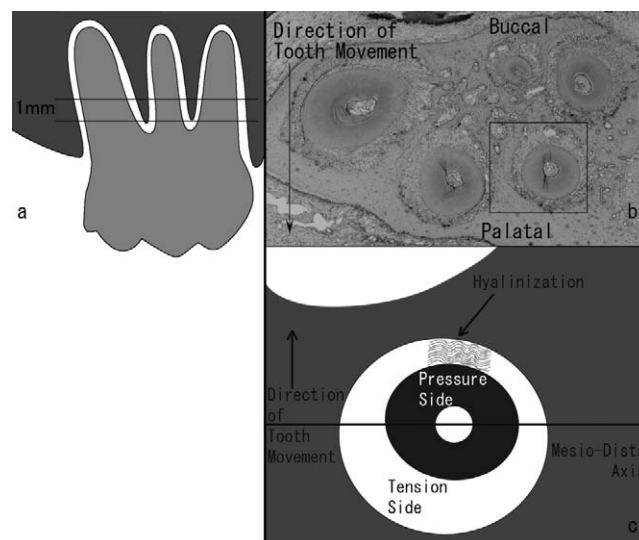 1mm
a
Direction of
Tooth Movement
Buccal
Palatal
b
Hyalinization
Pressure
Side
Direction
of
Tooth
Movement
Mesio-Dista
Axi
Tension
Side
c